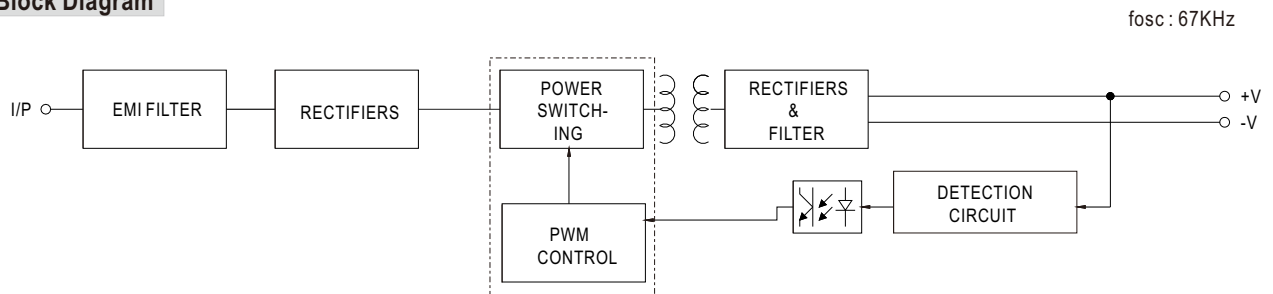 Block Diagram
fosc : 67KHz
I/P
EMI FILTER
RECTIFIERS
POWER
SWITCH-
ING
RECTIFIERS
&
FILTER
+V
-V
PWM
CONTROL
DETECTION
CIRCUIT